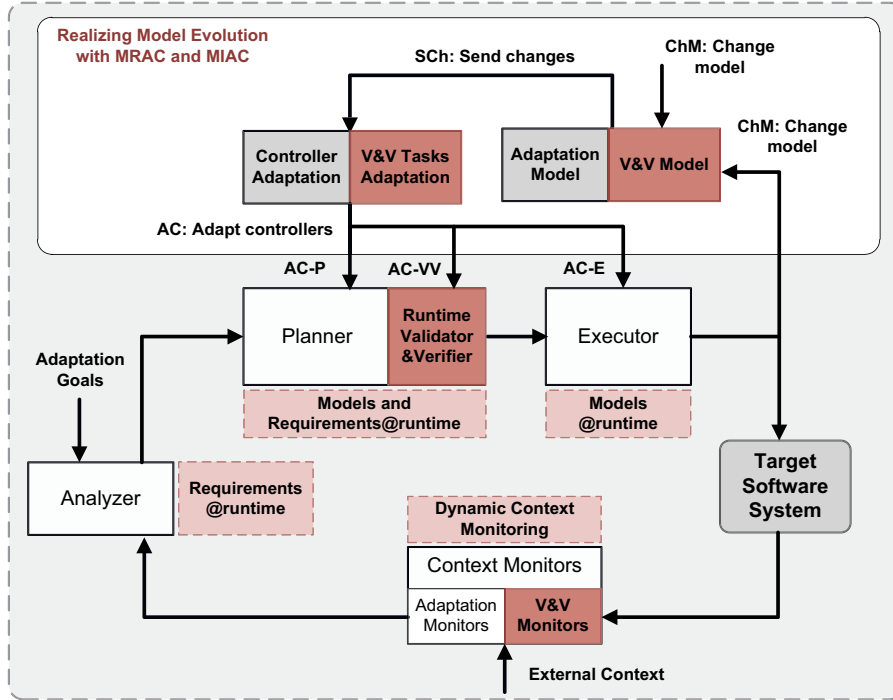 Realizing Model Evolution
with MRAC and MIAC
SCh: Send changes
ChM: Change
model
ChM: Change
model
Controller
Adaptation
V&V Tasks
Adaptation
Adaptation
Model
V&V Model
AC: Adapt controllers
AC-P
AC-VV
AC-E
Planner
Runtime
Validator
&Verifier
Executor
Adaptation
Goals
Models and
Requirements@runtime
Models
@runtime
Analyzer
Requirements
@runtime
Target
Software
System
Dynamic Context
Monitoring
Context Monitors
Adaptation
Monitors
V&V
Monitors
External Context